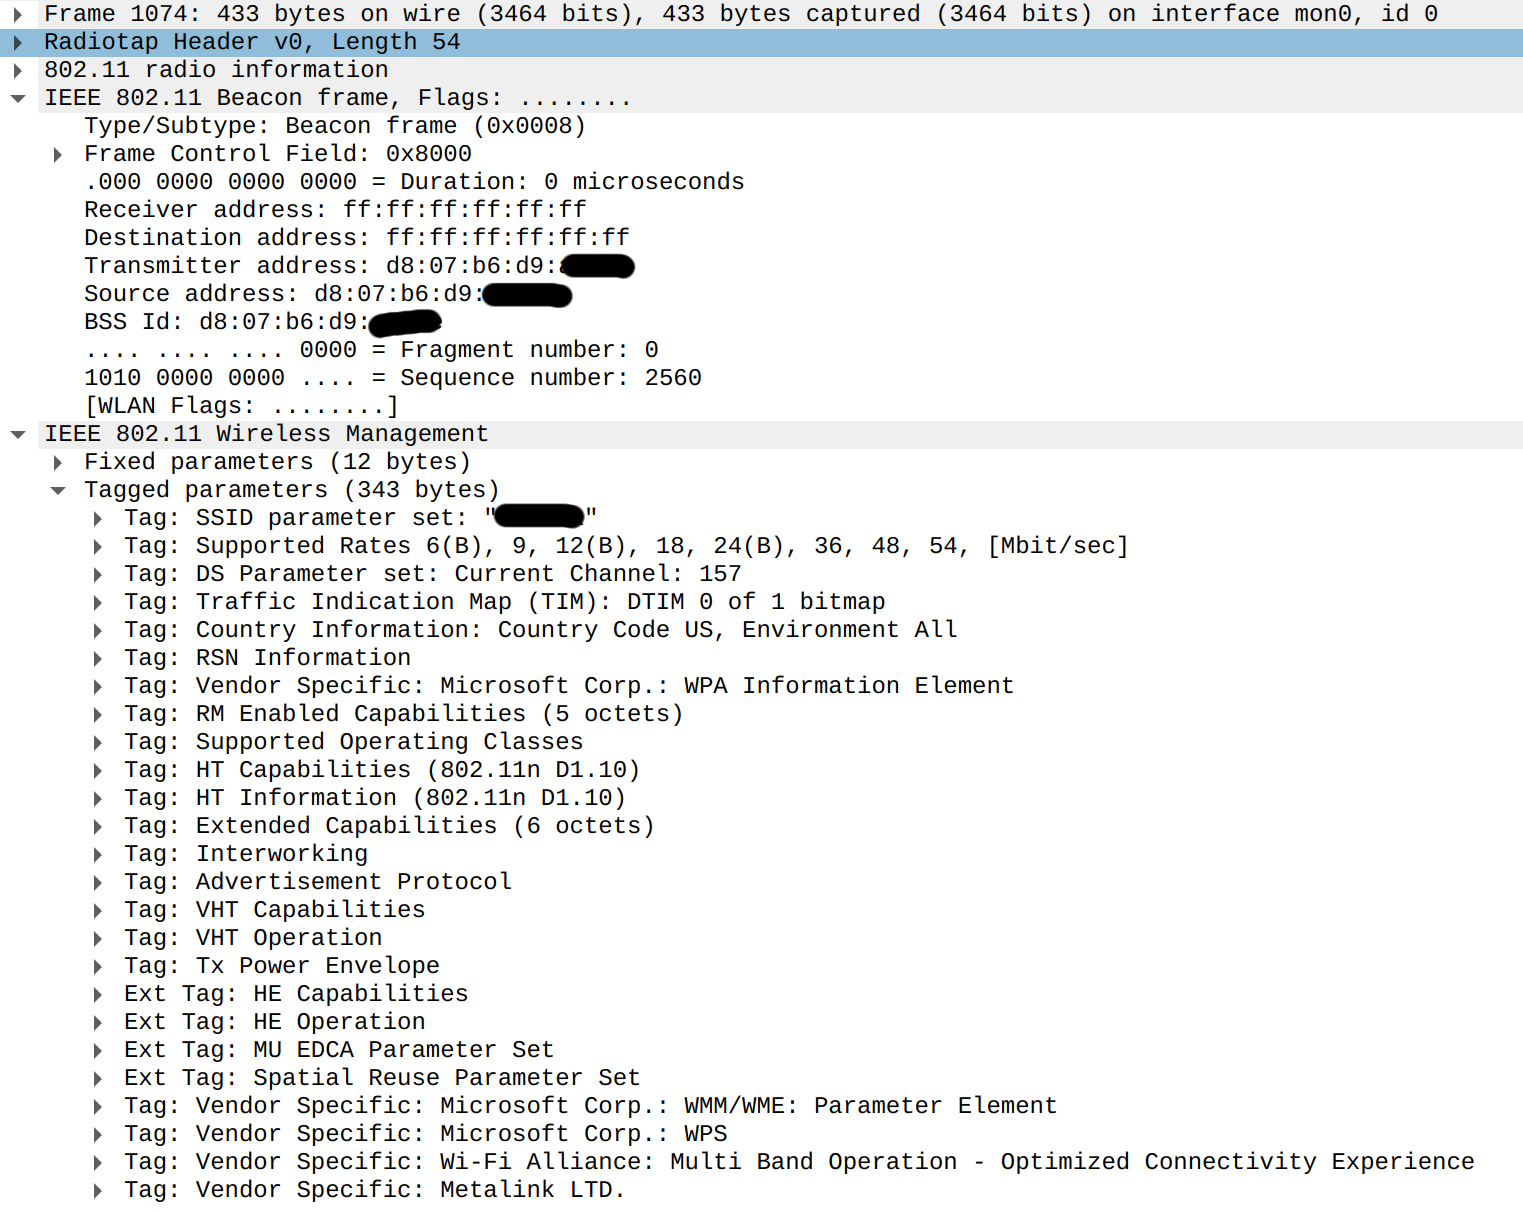 Frame 1074: 433 bytes on wire (3464 bits), 433 bytes captured (3464 bits) on interface mon0, id 0
Radiotap Header v0, Length 54
802.11 radio information
IEEE 802.11 Beacon frame, Flags: ........
Type/Subtype: Beacon frame (0x0008)
Frame Control Field: 0x8000
.000 0000 0000 0000 = Duration: 0 microseconds
Receiver address: ff:ff:ff:ff:ff:ff
Destination address: ff:ff:ff:ff:ff:ff
Transmitter address: d8:07:b6:d9:
Source address: d8:07:b6:d9:
BSS Id: d8:07:b6:d9:
.... .... .... 0000 = Fragment number: 0
1010 0000 0000 .... = Sequence number: 2560
[WLAN Flags: ........]
IEEE 802.11 Wireless Management
Fixed parameters (12 bytes)
Tagged parameters (343 bytes)
Tag: SSID parameter set: ""
Tag: Supported Rates 6(B), 9, 12(B), 18, 24(B), 36, 48, 54, [Mbit/sec]
Tag: DS Parameter set: Current Channel: 157
Tag: Traffic Indication Map (TIM): DTIM 0 of 1 bitmap
Tag: Country Information: Country Code US, Environment All
Tag: RSN Information
Tag: Vendor Specific: Microsoft Corp.: WPA Information Element
Tag: RM Enabled Capabilities (5 octets)
Tag: Supported Operating Classes
Tag: HT Capabilities (802.11n D1.10)
Tag: HT Information (802.11n D1.10)
Tag: Extended Capabilities (6 octets)
Tag: Interworking
Tag: Advertisement Protocol
Tag: VHT Capabilities
Tag: VHT Operation
Tag: Tx Power Envelope
Ext Tag: HE Capabilities
Ext Tag: HE Operation
Ext Tag: MU EDCA Parameter Set
Ext Tag: Spatial Reuse Parameter Set
Tag: Vendor Specific: Microsoft Corp.: WMM/WME: Parameter Element
Tag: Vendor Specific: Microsoft Corp.: WPS
Tag: Vendor Specific: Wi-Fi Alliance: Multi Band Operation - Optimized Connectivity Experience
Tag: Vendor Specific: Metalink LTD.